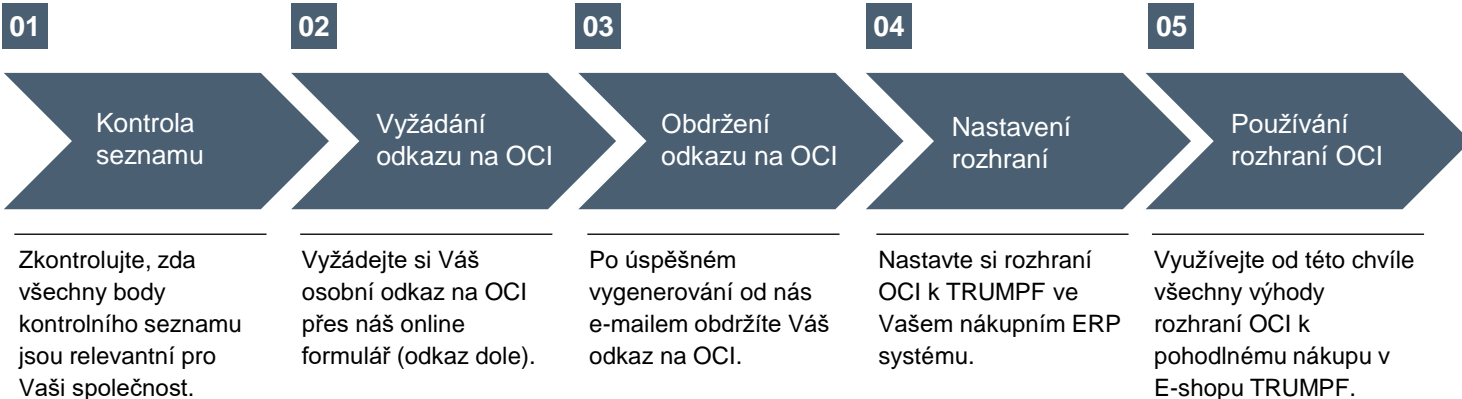 01
Kontrola
seznamu
Zkontrolujte, zda
všechny body
kontrolního seznamu
jsou relevantní pro
Vaši společnost.
02
Vyžádání
odkazu na OCI
Vyžádejte si Váš
osobní odkaz na OCI
přes náš online
formulář (odkaz dole).
03
Obdržení
odkazu na OCI
Po úspěšném
vygenerování od nás
e-mailem obdržíte Váš
odkaz na OCI.
04
Nastavení
rozhraní
Nastavte si rozhraní
OCI k TRUMPF ve
Vašem nákupním ERP
systému.
05
Používání
rozhraní OCI
Využívejte od této chvíle
všechny výhody
rozhraní OCI k
pohodlnému nákupu v
E-shopu TRUMPF.